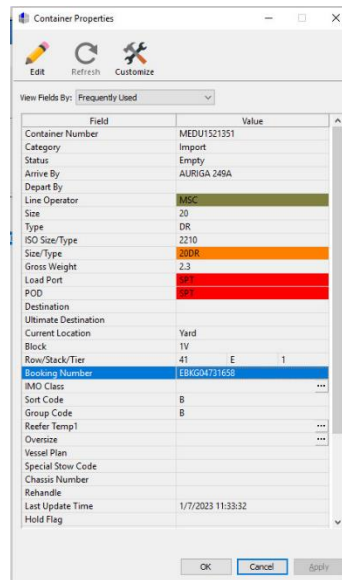 Container Properties
Edit Refresh Customize
View Fields By: Frequently Used
Field Value
Container Number MEDU1521351
Category Import
Status Empty
Arrive By AURIGA 249A
Depart By
Line Operator MSC
Size 20
Type DR
ISO Size/Type 2210
Size/Type 20DR
Gross Weight 2.3
Load Port SPT
POD SPT
Destination
Ultimate Destination
Current Location Yard
Block 1V
Row/Stack/Tier 41 E 1
Booking Number EBKG04731658
IMO Class ...
Sort Code B
Group Code B
Reefer Temp1 ...
Oversize ...
Vessel Plan
Special Stow Code
Chassis Number
Rehandle
Last Update Time 1/7/2023 11:33:32
Hold Flag
OK Cancel Apply